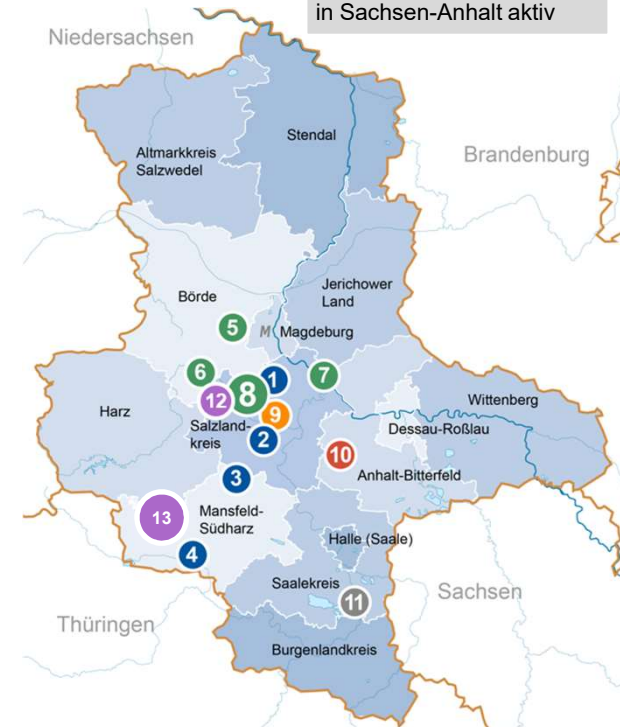 in Sachsen-Anhalt aktiv
Niedersachsen
Stendal
Altmarkkreis
Salzwedel
Brandenburg
Jerichower
Land
Börde
5
M
Magdeburg
6
1
7
8
12
9
Harz
Salzland-
kreis
2
Wittenberg
Dessau-Roßlau
10
Anhalt-Bitterfeld
3
13
Mansfeld-
Südharz
Halle (Saale)
4
Saalekreis
11
Sachsen
Thüringen
Burgenlandkreis